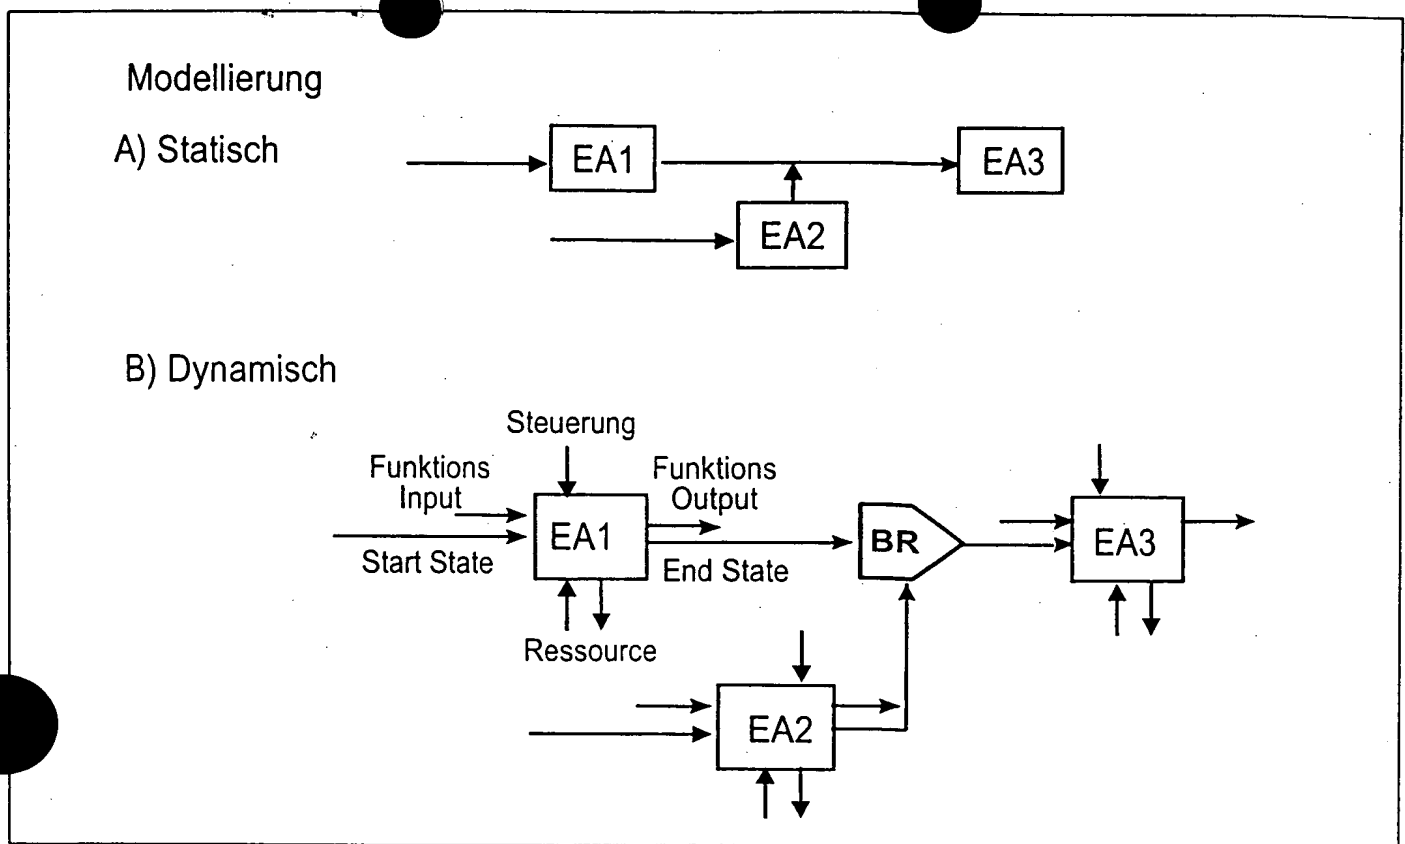 Modellierung
A) Statisch
EA1
EA3
EA2
B) Dynamisch
Steuerung
Funktions
Input
Funktions
Output
EA1
BR
EA3
Start State
End State
Ressource
EA2